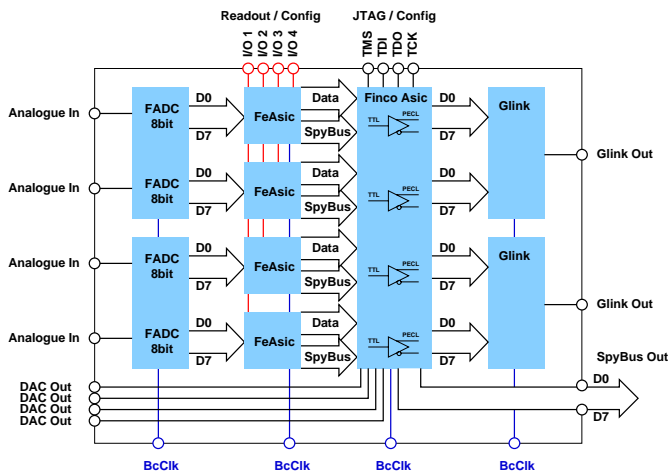 Readout / Config
JTAG / Config
I/O 1
I/O 2
I/O 3
I/O 4
TMS
TDI
TDO
TCK
Analogue In
FADC
8bit
D0
D7
FeAsic
Data
SpyBus
Finco Asic
TTL
PECL
D0
D7
Glink
Glink Out
Analogue In
FADC
8bit
D0
D7
FeAsic
Data
SpyBus
TTL
PECL
D0
D7
Analogue In
FADC
8bit
D0
D7
FeAsic
Data
SpyBus
TTL
PECL
D0
D7
Glink
Glink Out
Analogue In
FADC
8bit
D0
D7
FeAsic
Data
SpyBus
TTL
PECL
D0
D7
SpyBus Out
D0
D7
DAC Out
DAC Out
DAC Out
DAC Out
BcClk
BcClk
BcClk
BcClk